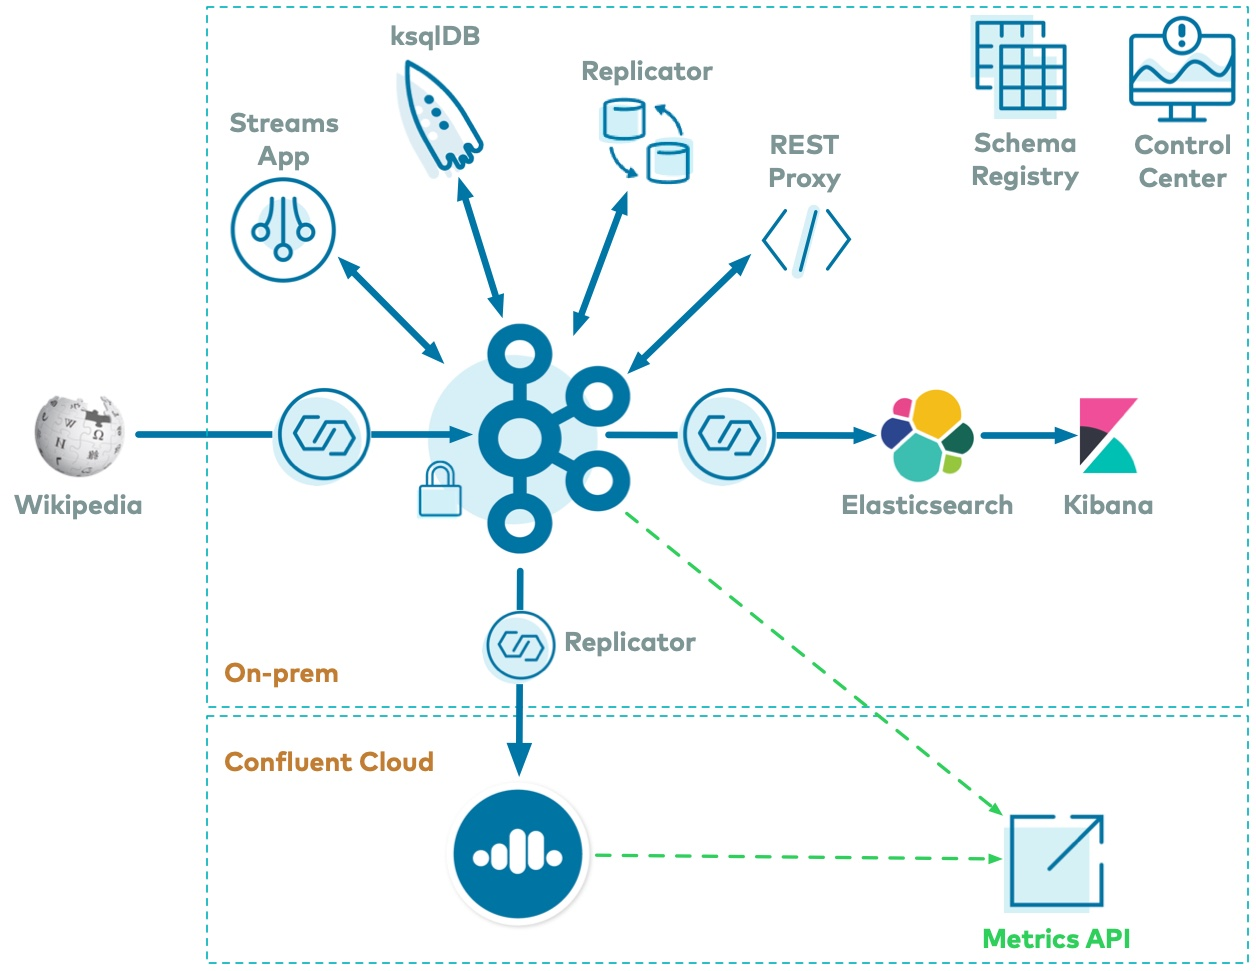 ksqlDB
Replicator
Streams
App
REST
Proxy
Schema
Registry
Control
Center
Wikipedia
Elasticsearch
Kibana
Replicator
On-prem
Confluent Cloud
Metrics API